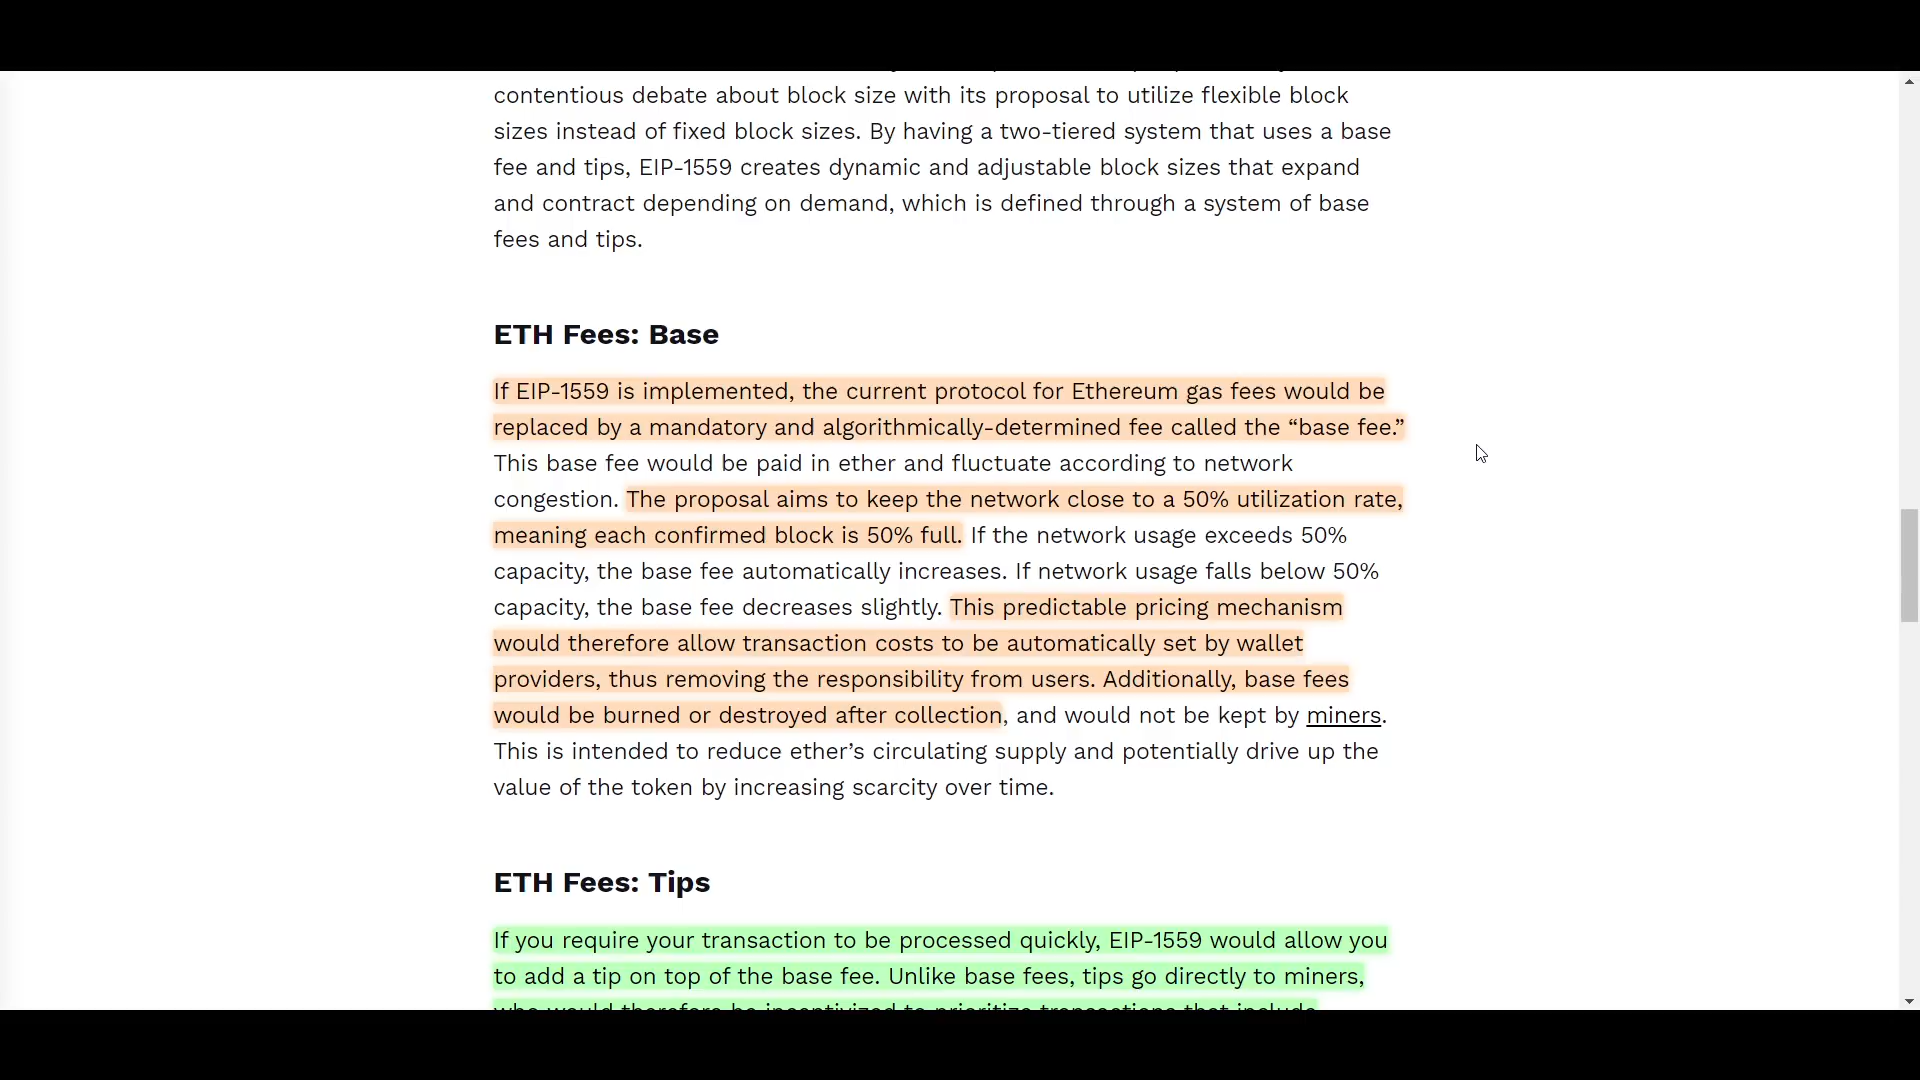 contentious debate about block size with its proposal to utilize flexible block
sizes instead of fixed block sizes. By having a two-tiered system that uses a base
fee and tips, EIP-1559 creates dynamic and adjustable block sizes that expand
and contract depending on demand, which is defined through a system of base
fees and tips.
ETH Fees: Base
If EIP-1559 is implemented, the current protocol for Ethereum gas fees would be
replaced by a mandatory and algorithmically-determined fee called the “base fee.”
This base fee would be paid in ether and fluctuate according to network
congestion. The proposal aims to keep the network close to a 50% utilization rate,
meaning each confirmed block is 50% full. If the network usage exceeds 50%
capacity, the base fee automatically increases. If network usage falls below 50%
capacity, the base fee decreases slightly. This predictable pricing mechanism
would therefore allow transaction costs to be automatically set by wallet
providers, thus removing the responsibility from users. Additionally, base fees
would be burned or destroyed after collection, and would not be kept by miners.
This is intended to reduce ether’s circulating supply and potentially drive up the
value of the token by increasing scarcity over time.
ETH Fees: Tips
If you require your transaction to be processed quickly, EIP-1559 would allow you
to add a tip on top of the base fee. Unlike base fees, tips go directly to miners,
who would therefore be incentivized to prioritize transactions that include